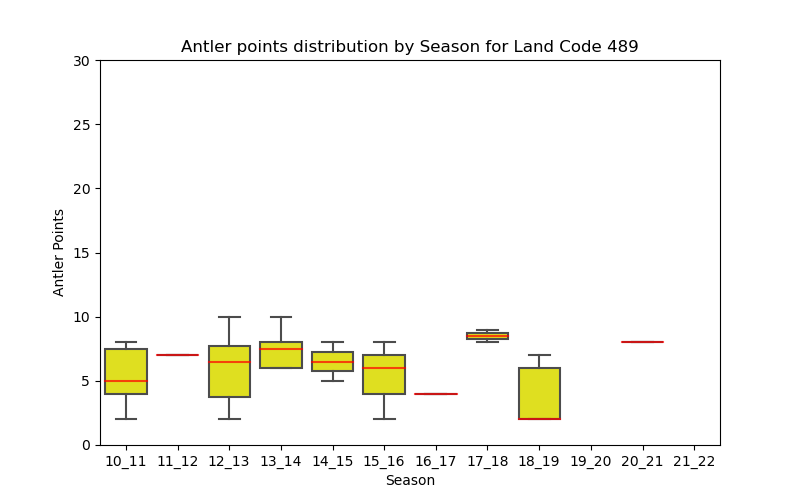 Antler points distribution by Season for Land Code 489
30
25
20
15
10
5
0
Antler Points
10_11 11_12 12_13 13_14 14_15 15_16 16_17 17_18 18_19 19_20 20_21 21_22
Season